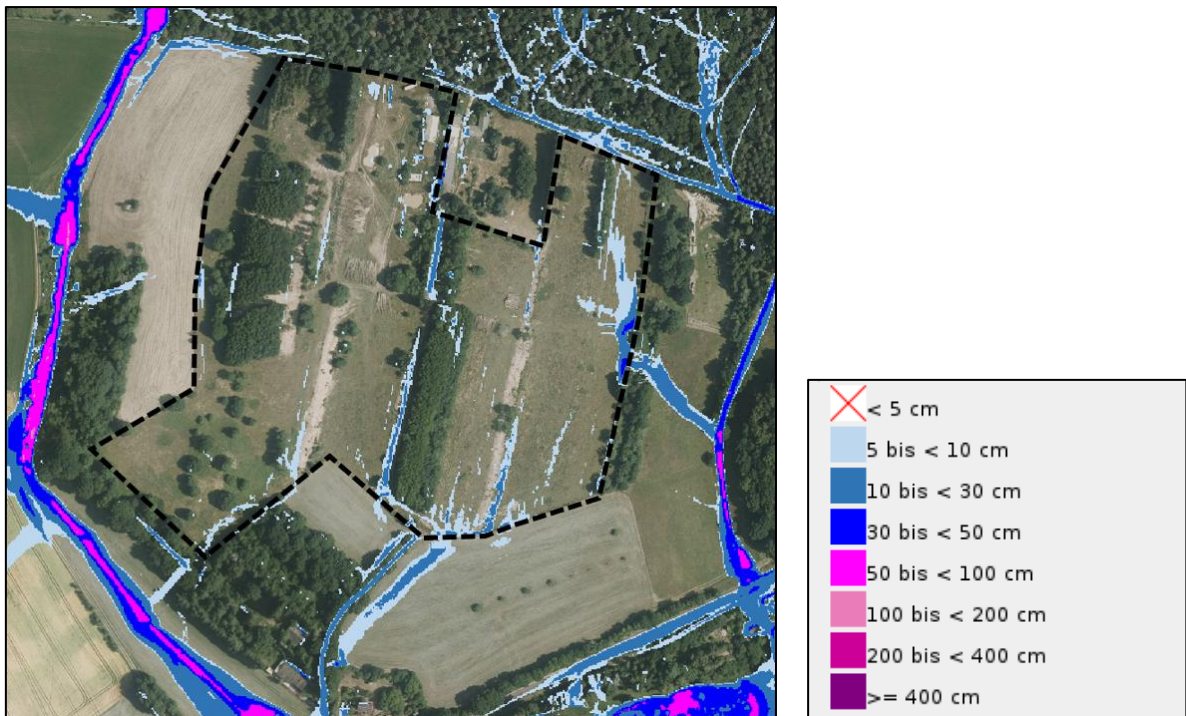 < 5 cm
5 bis < 10 cm
10 bis < 30 cm
30 bis < 50 cm
50 bis < 100 cm
100 bis < 200 cm
200 bis < 400 cm
>= 400 cm